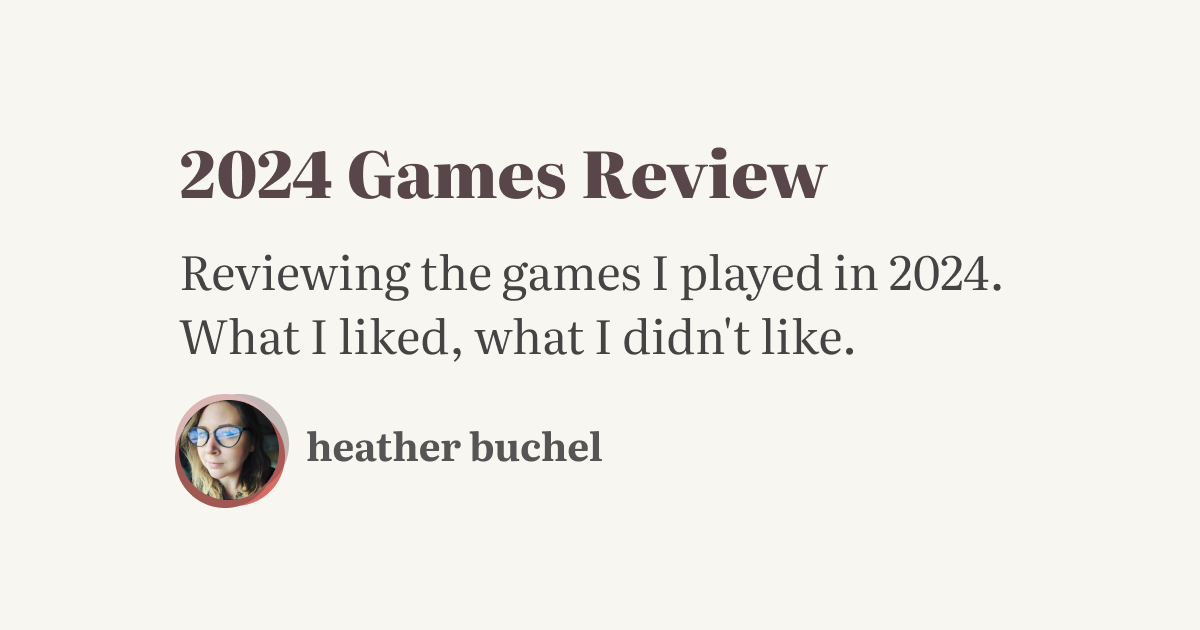 2024 Games Review
Reviewing the games I played in 2024.
What I liked, what I didn't like.
heather buchel